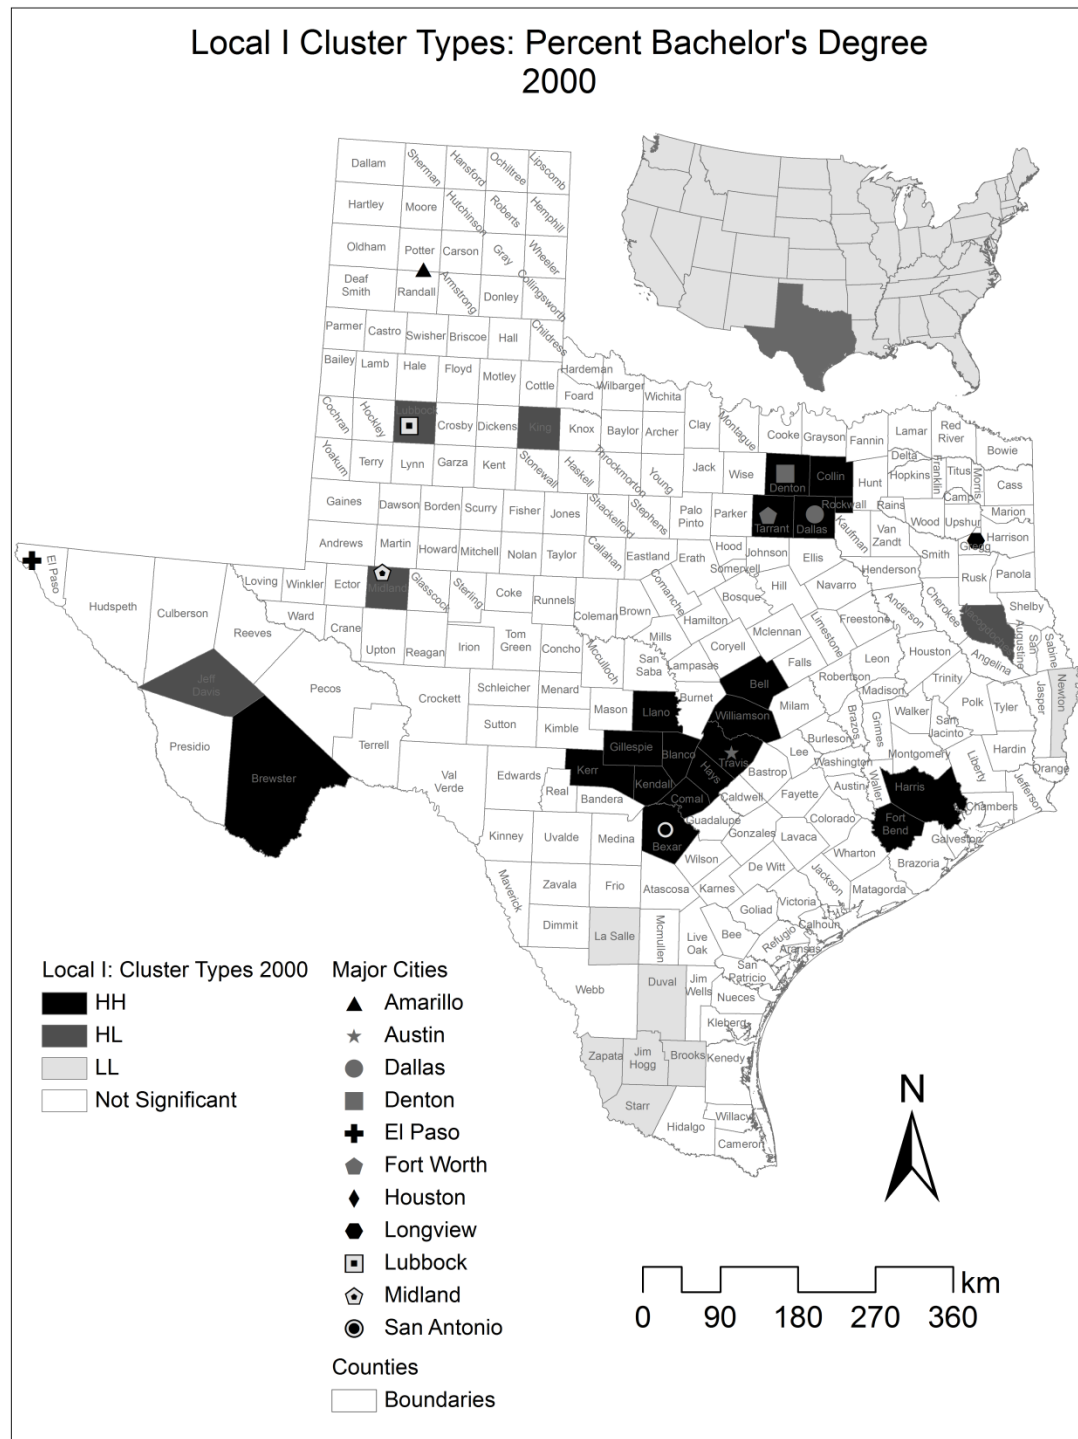 Local I Cluster Types: Percent Bachelor's Degree
2000
Dallam
Sherman
Hansford
Ochiltree
Lipscomb
Hartley
Moore
Hutchinson
Roberts
Hemphill
Oldham
Potter
Carson
Gray
Wheeler
Deaf
Smith
Randall
Armstrong
Donley
Collingsworth
Parmer
Castro
Swisher
Briscoe
Hall
Childress
Bailey
Lamb
Hale
Floyd
Motley
Cottle
Hardeman
Foard
Wilbarger
Wichita
Cochran
Hockley
Lubbock
Crosby
Dickens
King
Knox
Baylor
Archer
Clay
Montague
Cooke
Grayson
Fannin
Lamar
Red
River
Bowie
Yoakum
Terry
Lynn
Garza
Kent
Stonewall
Haskell
Throckmorton
Young
Jack
Wise
Denton
Collin
Hunt
Delta
Hopkins
Franklin
Titus
Morris
Camp
Cass
Gaines
Dawson
Borden
Scurry
Fisher
Jones
Shackelford
Stephens
Palo
Pinto
Parker
Tarrant
Dallas
Rockwall
Kaufman
Rains
Van
Zandt
Wood
Upshur
Marion
Gregg
Harrison
Andrews
Martin
Howard
Mitchell
Nolan
Taylor
Callahan
Eastland
Erath
Hood
Somervell
Johnson
Ellis
Henderson
Smith
Rusk
Panola
El Paso
Hudspeth
Culberson
Reeves
Loving
Winkler
Ector
Midland
Glasscock
Sterling
Coke
Runnels
Coleman
Brown
Comanche
Hamilton
Bosque
Hill
Navarro
Freestone
Anderson
Cherokee
Shelby
Ward
Crane
Upton
Reagan
Irion
Tom
Green
Concho
Mcculloch
San
Saba
Mills
Lampasas
Coryell
Mclennan
Limestone
Falls
Leon
Houston
Angelina
San
Augustine
Sabine
Newton
Jasper
Jeff
Davis
Pecos
Crockett
Schleicher
Menard
Mason
Llano
Burnet
Bell
Milam
Robertson
Madison
Trinity
Polk
Tyler
Presidio
Brewster
Terrell
Sutton
Kimble
Gillespie
Blanco
Williamson
Travis
Hays
Burleson
Brazos
Grimes
Walker
San
Jacinto
Hardin
Val
Verde
Edwards
Real
Kerr
Bandera
Kendall
Comal
Bastrop
Lee
Washington
Montgomery
Liberty
Orange
Jefferson
Kinney
Uvalde
Medina
Bexar
Guadalupe
Caldwell
Fayette
Austin
Waller
Harris
Chambers
Maverick
Zavala
Frio
Atascosa
Wilson
Gonzales
Lavaca
Colorado
Fort
Bend
Galveston
Brazoria
Wharton
Dimmit
La Salle
Mcmullen
Live
Oak
Karnes
De Witt
Jackson
Matagorda
Bee
Goliad
Victoria
Calhoun
Refugio
Aransas
Webb
Duval
Jim
Wells
San
Patricio
Nueces
Kleberg
Zapata
Jim
Hogg
Brooks
Kenedy
Starr
Hidalgo
Willacy
Cameron
Local I: Cluster Types 2000
HH
HL
LL
Not Significant
Major Cities
Amarillo
Austin
Dallas
Denton
El Paso
Fort Worth
Houston
Longview
Lubbock
Midland
San Antonio
Counties
Boundaries
N
km
0 90 180 270 360